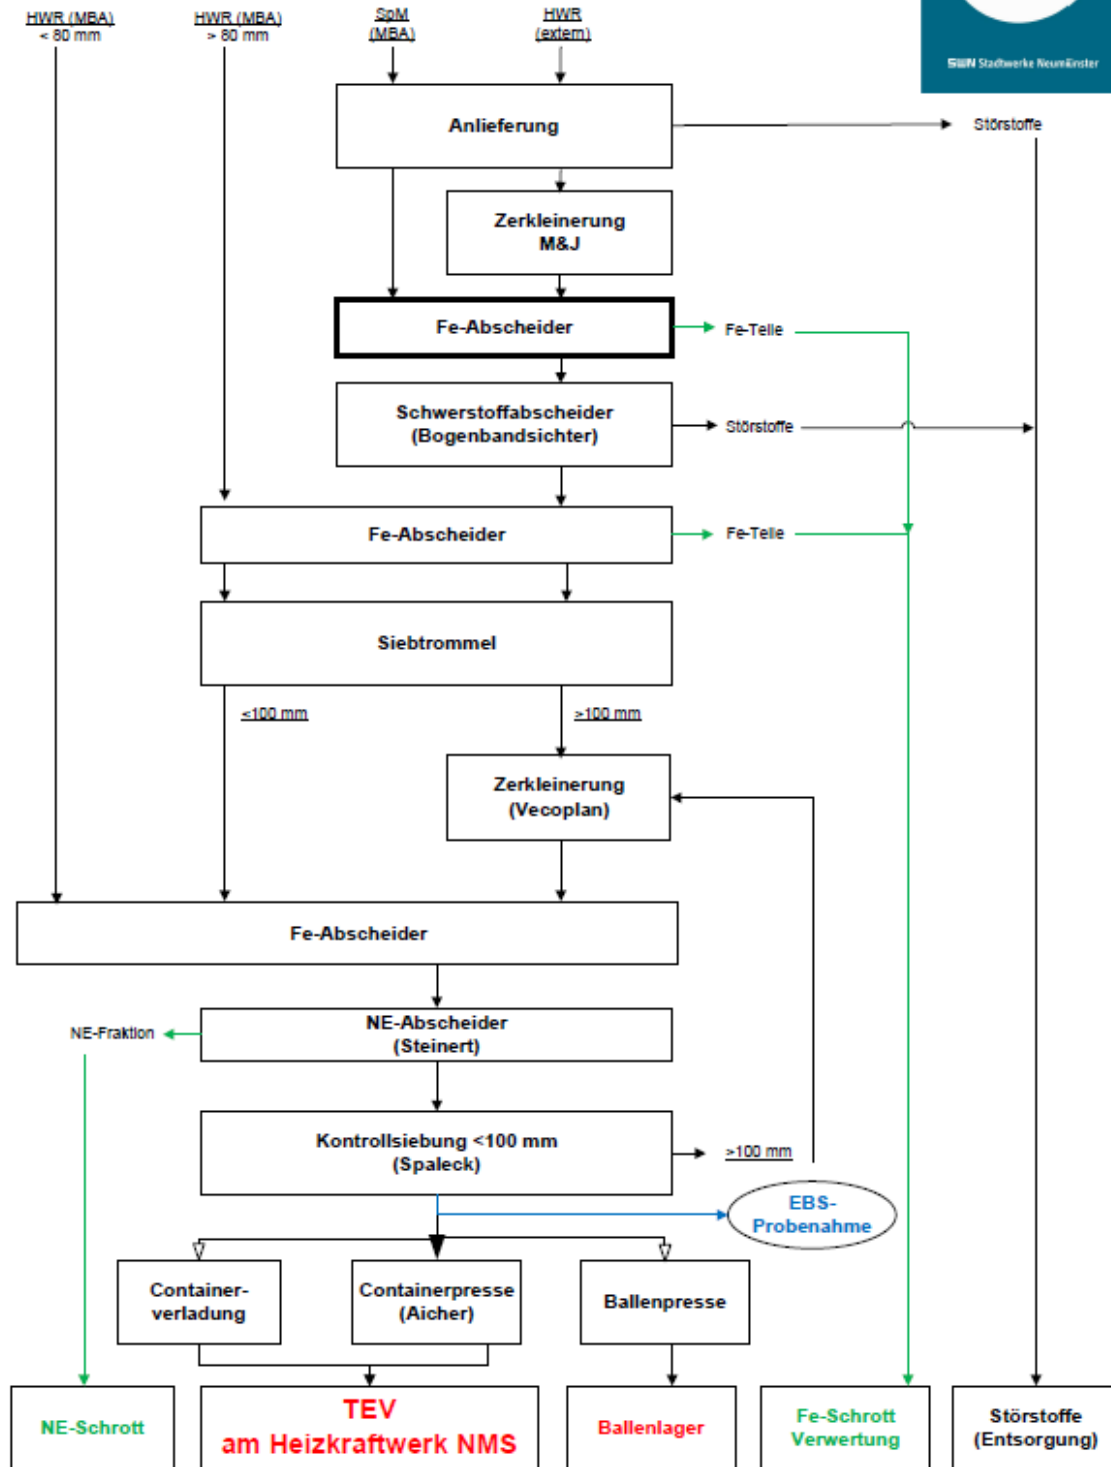 HWR (MBA)
< 80 mm
HWR (MBA)
> 80 mm
SpM
(MBA)
HWR
(extern)
SWN Stadtwerke Neumünster
Anlieferung
Störstoffe
Zerkleinerung
M&J
Fe-Abscheider
Fe-Teile
Schwerstoffabscheider
(Bogenbandsichter)
Störstoffe
Fe-Abscheider
Fe-Teile
Siebtrommel
<100 mm
>100 mm
Zerkleinerung
(Vecoplan)
Fe-Abscheider
NE-Abscheider
(Steinert)
NE-Fraktion
Kontrollsiebung <100 mm
(Spaleck)
>100 mm
EBS-
Probenahme
Container-
verladung
Containerpresse
(Aicher)
Ballenpresse
NE-Schrott
TEV
am Heizkraftwerk NMS
Ballenlager
Fe-Schrott
Verwertung
Störstoffe
(Entsorgung)